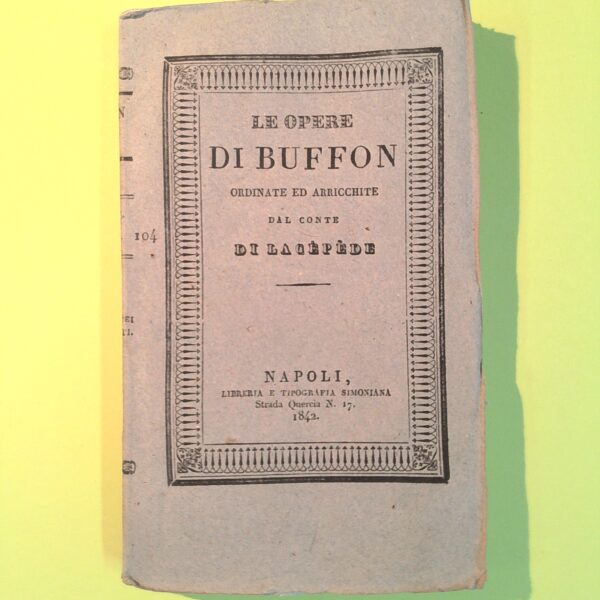 LE OPERE
DI BUFFON
ORDINATE ED ARRICCHITE
DAL CONTE
DI LACÈPÈDE
NAPOLI,
LIBRERIA E TIPOGRAFIA SIMONIANA
Strada Quercia N. 17.
1842.
104